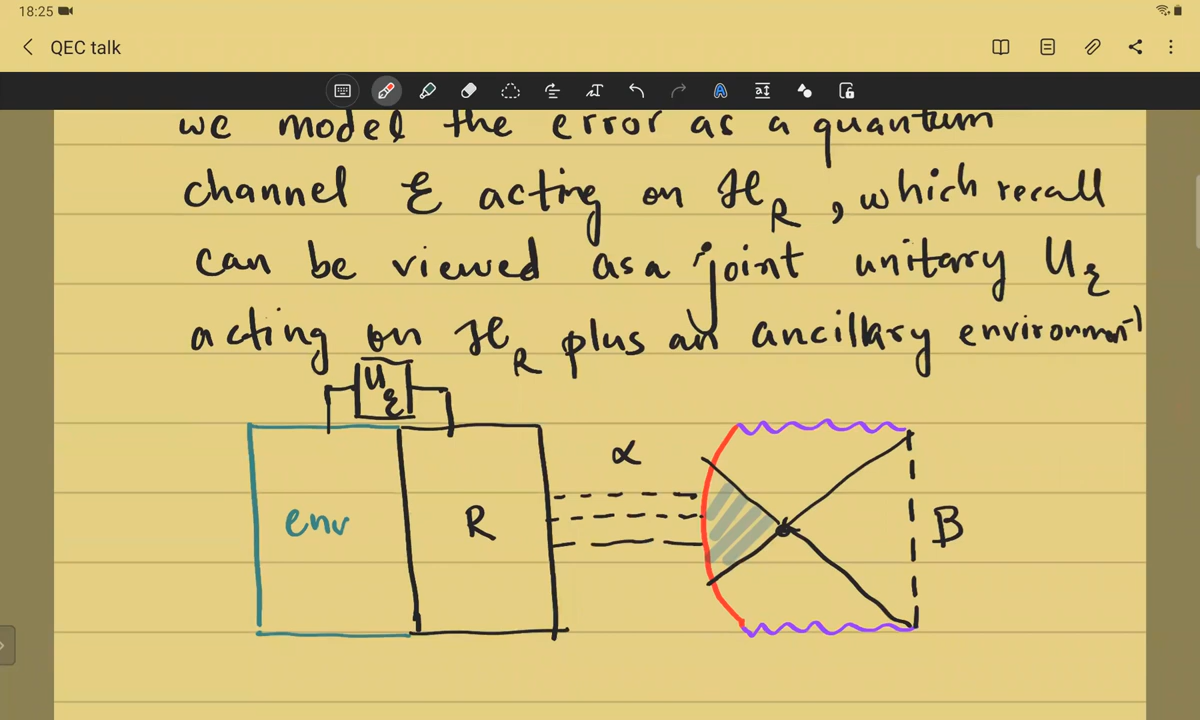 18:25
QEC talk
we model the error as a quantum
channel ℰ acting on ℋ_R, which recall
can be viewed as a joint unitary U_ℰ
acting on ℋ_R plus an ancillary environment
U_ℰ
α
env R B